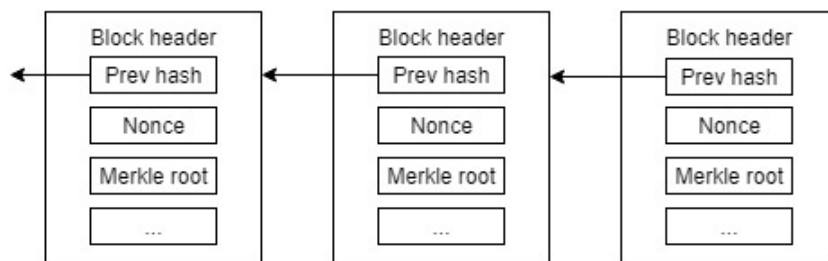 Block header
Prev hash
Nonce
Merkle root
...
Block header
Prev hash
Nonce
Merkle root
...
Block header
Prev hash
Nonce
Merkle root
...